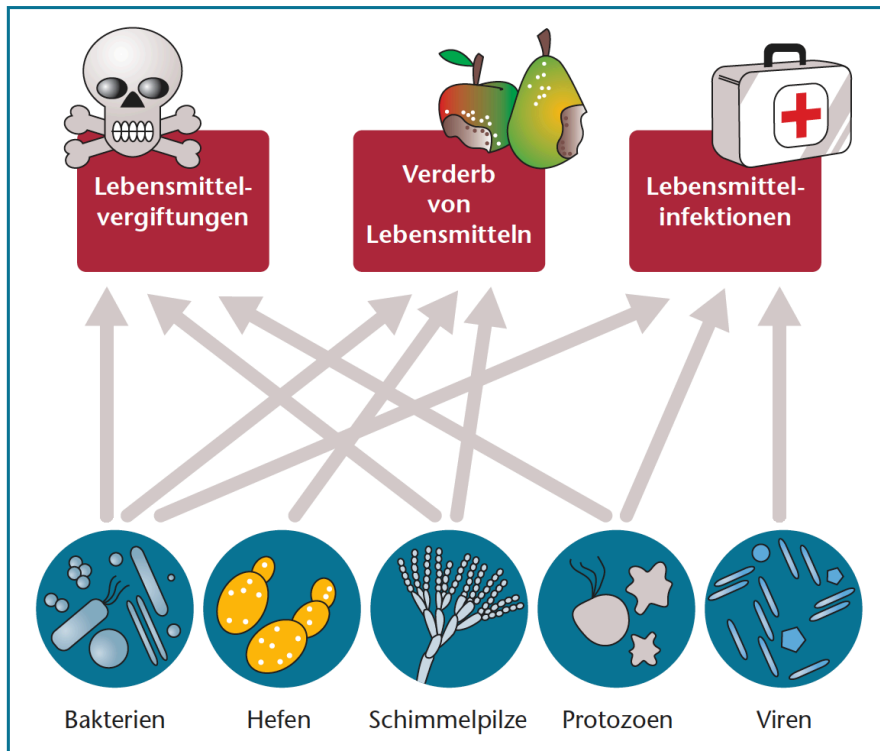 Lebensmittel-
vergiftungen
Verderb
von
Lebensmitteln
Lebensmittel-
infektionen
Bakterien
Hefen
Schimmelpilze
Protozoen
Viren